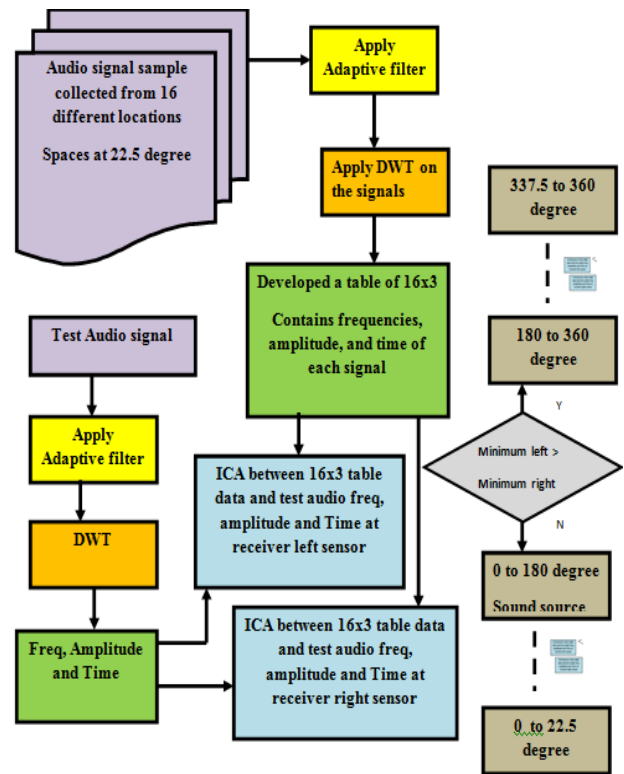 Audio signal sample
collected from 16
different locations
Spaces at 22.5 degree
Apply
Adaptive filter
Apply DWT on
the signals
Developed a table of 16x3
Contains frequencies,
amplitude, and time of
each signal
Test Audio signal
Apply
Adaptive filter
DWT
Freq, Amplitude
and Time
ICA between 16x3 table
data and test audio freq,
amplitude and Time at
receiver left sensor
ICA between 16x3 table data
and test audio freq,
amplitude and Time at
receiver right sensor
337.5 to 360
degree
180 to 360
degree
Y
Minimum left >
Minimum right
N
0 to 180 degree
Sound source
0 to 22.5
degree